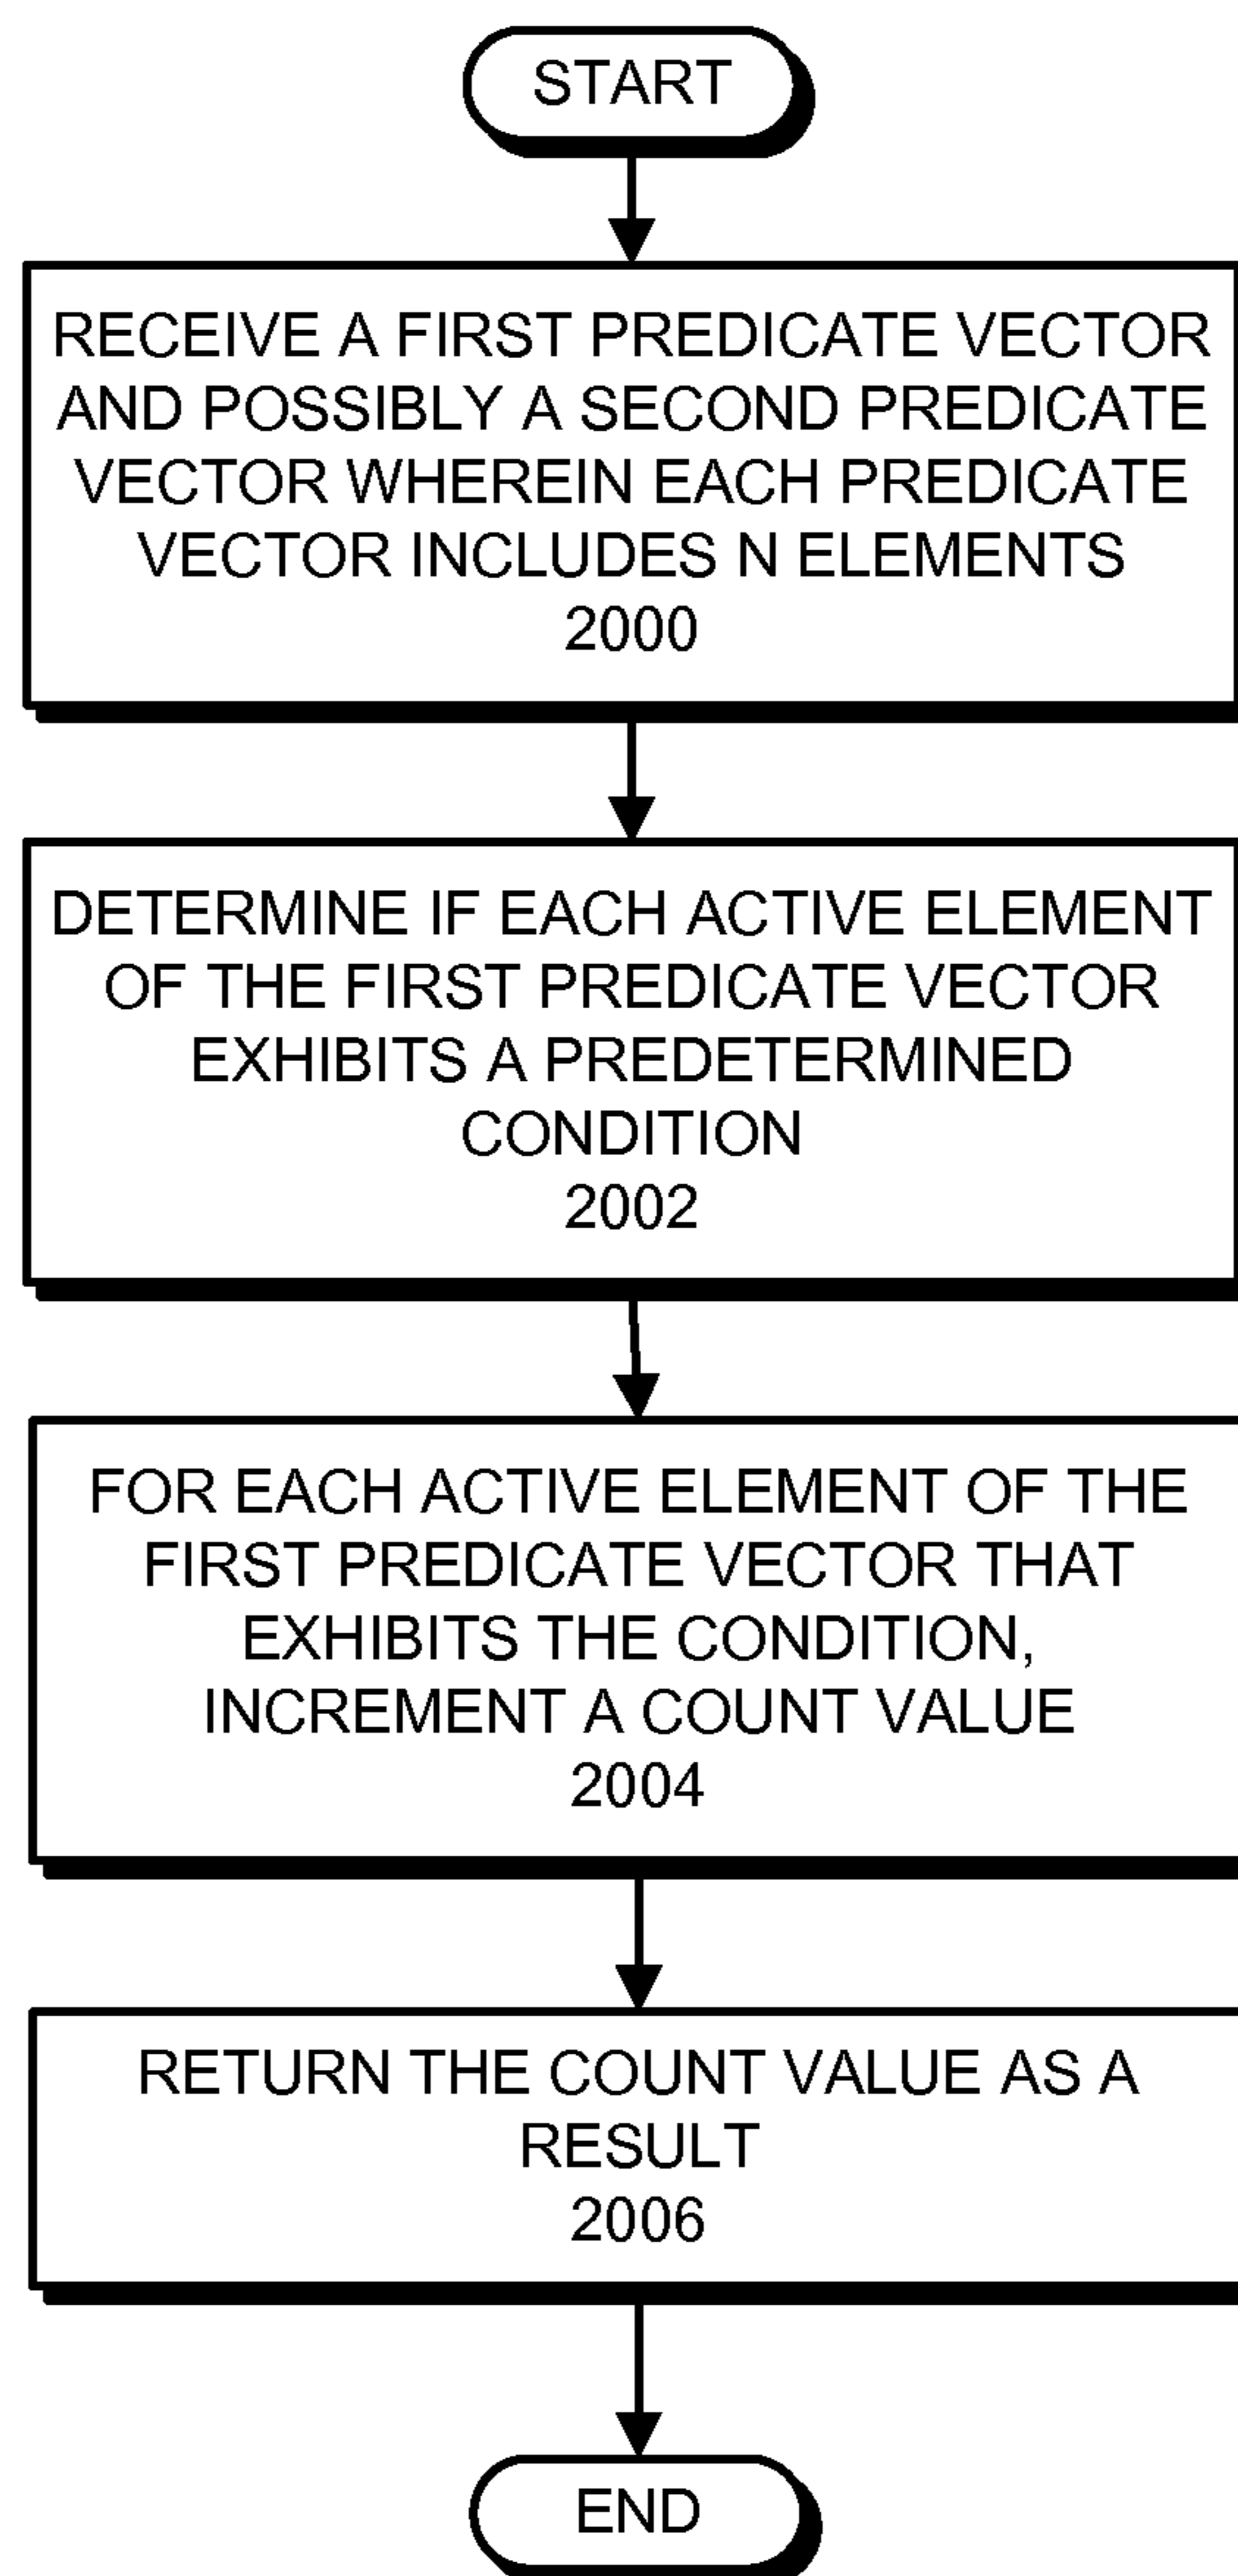 START
RECEIVE A FIRST PREDICATE VECTOR
AND POSSIBLY A SECOND PREDICATE
VECTOR WHEREIN EACH PREDICATE
VECTOR INCLUDES N ELEMENTS
2000
DETERMINE IF EACH ACTIVE ELEMENT
OF THE FIRST PREDICATE VECTOR
EXHIBITS A PREDETERMINED
CONDITION
2002
FOR EACH ACTIVE ELEMENT OF THE
FIRST PREDICATE VECTOR THAT
EXHIBITS THE CONDITION,
INCREMENT A COUNT VALUE
2004
RETURN THE COUNT VALUE AS A
RESULT
2006
END